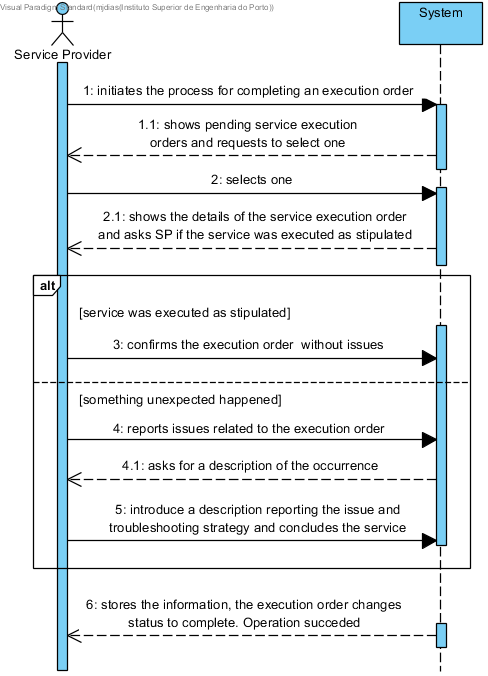 Visual Paradigm Standard(mjdias(Instituto Superior de Engenharia do Porto))
System
Service Provider
1: initiates the process for completing an execution order
1.1: shows pending service execution
orders and requests to select one
2: selects one
2.1: shows the details of the service execution order
and asks SP if the service was executed as stipulated
alt
[service was executed as stipulated]
3: confirms the execution order  without issues
[something unexpected happened]
4: reports issues related to the execution order
4.1: asks for a description of the occurrence
5: introduce a description reporting the issue and
troubleshooting strategy and concludes the service
6: stores the information, the execution order changes
status to complete. Operation succeded